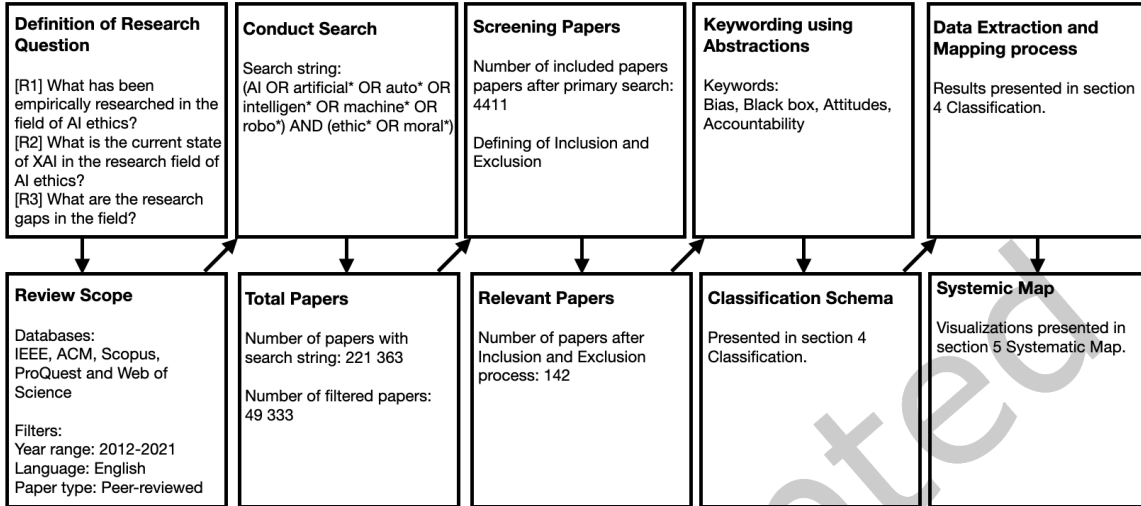 Definition of Research
Question
[R1] What has been
empirically researched in the
field of AI ethics?
[R2] What is the current state
of XAI in the research field of
AI ethics?
[R3] What are the research
gaps in the field?
Conduct Search
Search string:
(AI OR artificial* OR auto* OR
intelligen* OR machine* OR
robo*) AND (ethic* OR moral*)
Screening Papers
Number of included papers
papers after primary search:
4411
Defining of Inclusion and
Exclusion
Keywording using
Abstractions
Keywords:
Bias, Black box, Attitudes,
Accountability
Data Extraction and
Mapping process
Results presented in section
4 Classification.
Review Scope
Databases:
IEEE, ACM, Scopus,
ProQuest and Web of
Science
Filters:
Year range: 2012-2021
Language: English
Paper type: Peer-reviewed
Total Papers
Number of papers with
search string: 221 363
Number of filtered papers:
49 333
Relevant Papers
Number of papers after
Inclusion and Exclusion
process: 142
Classification Schema
Presented in section 4
Classification.
Systemic Map
Visualizations presented in
section 5 Systematic Map.
ted